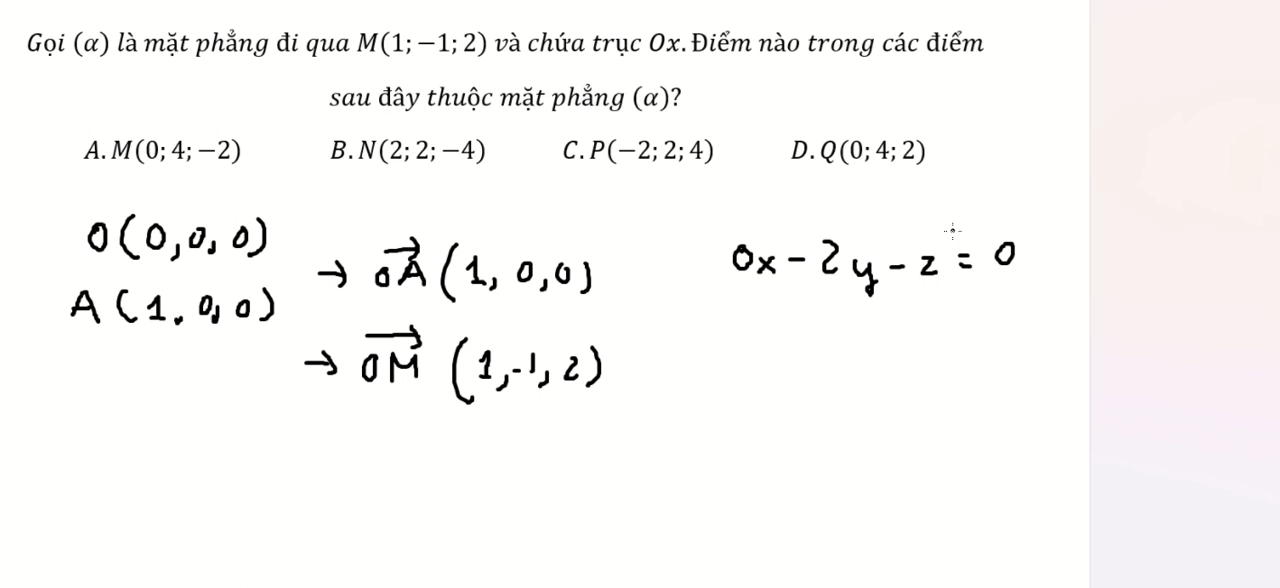 Gọi (α) là mặt phẳng đi qua M(1; −1; 2) và chứa trục Ox. Điểm nào trong các điểm
sau đây thuộc mặt phẳng (α)?
A. M(0; 4; −2) B. N(2; 2; −4) C. P(−2; 2; 4) D. Q(0; 4; 2)
O(0,0,0)
A(1,0,0)
→ OA⃗ (1,0,0)
→ OM⃗ (1,-1,2)
0x - 2y - z = 0